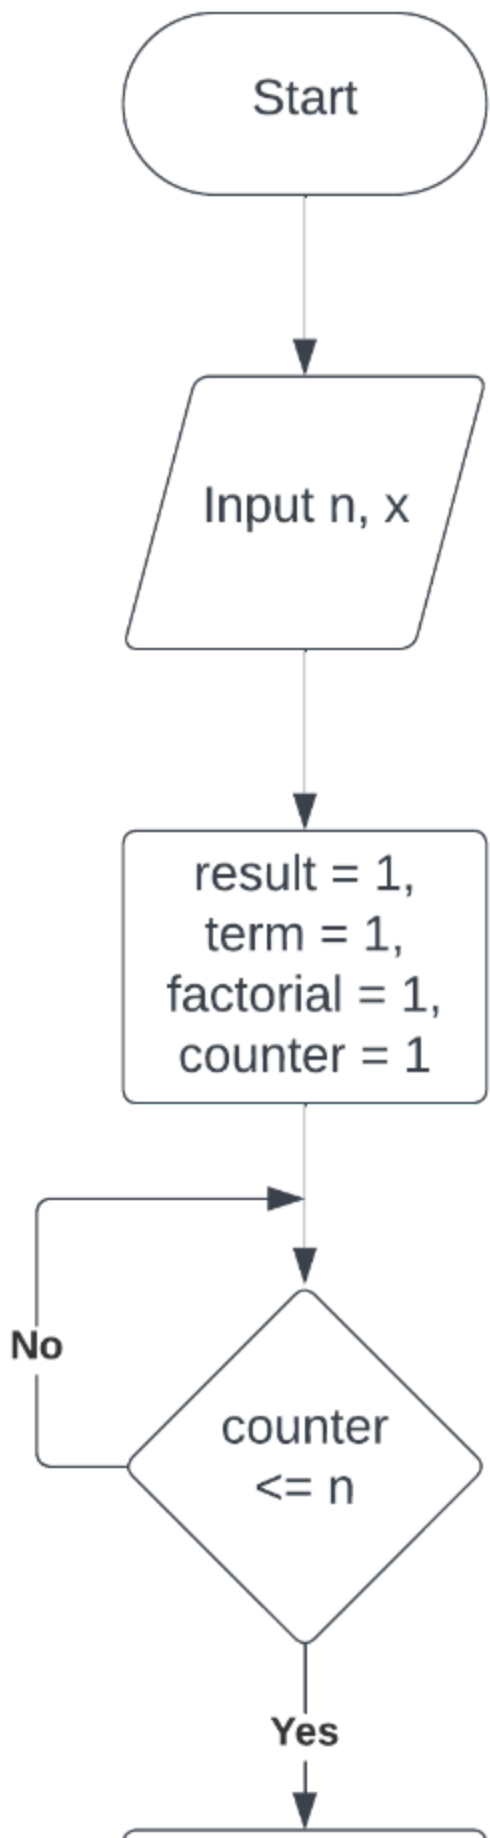 Start
Input n, x
result = 1,
term = 1,
factorial = 1,
counter = 1
No
counter
<= n
Yes